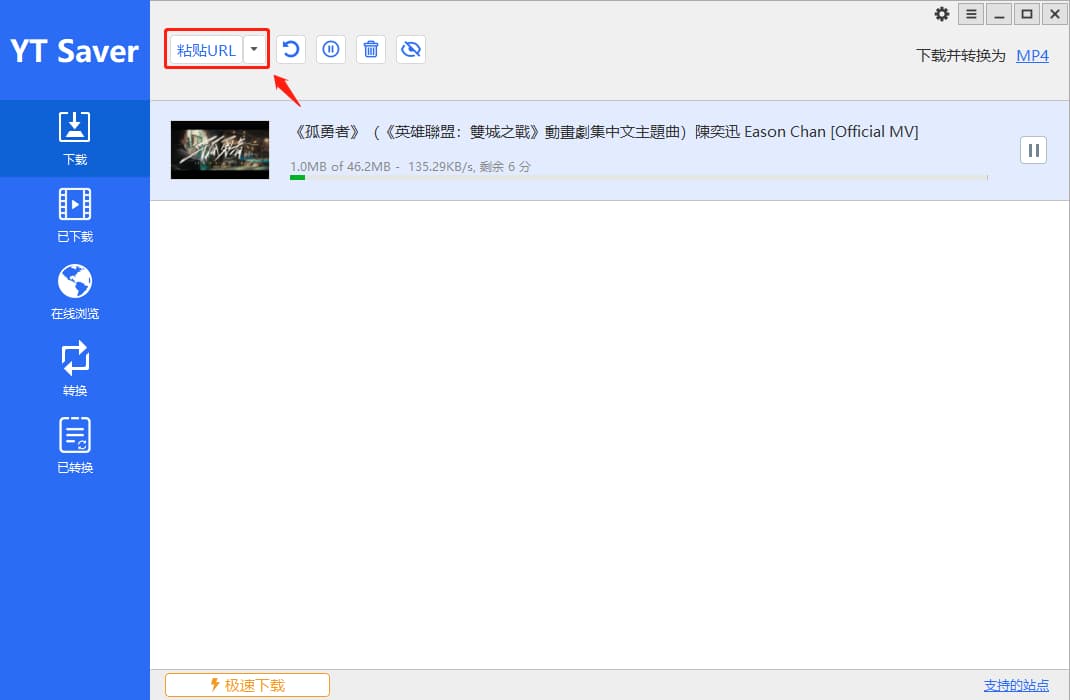 YT Saver
粘贴URL
下载并转换为 MP4
下载
已下载
在线浏览
转换
已转换
《孤勇者》（《英雄聯盟：雙城之戰》動畫劇集中文主題曲）陳奕迅 Eason Chan [Official MV]
1.0MB of 46.2MB - 135.29KB/s, 剩余 6 分
孤勇者
极速下载
支持的站点